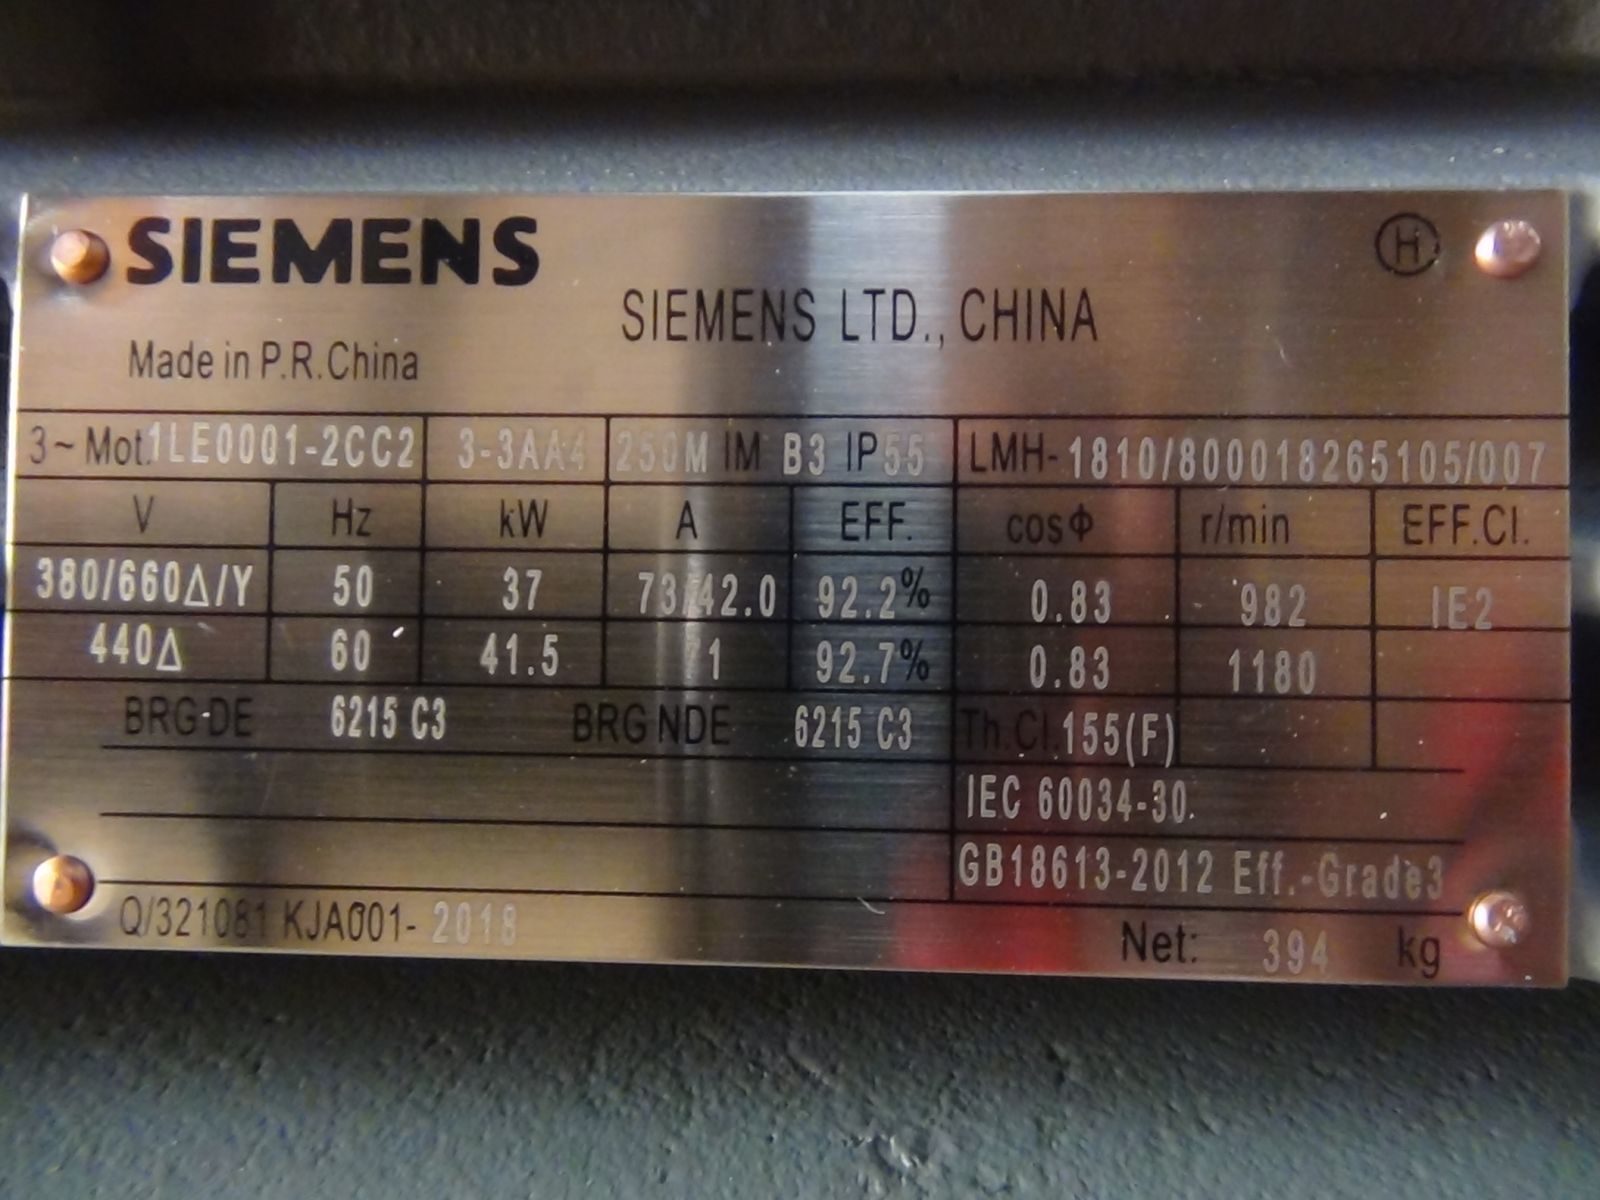 SIEMENS
H
SIEMENS LTD., CHINA
Made in P.R.China
3~Mot.1LE0001-2CC2 3-3AA4 250M IM B3 IP55 LMH-1810/800018265105/007
V Hz kW A EFF. cosΦ r/min EFF.Cl.
380/660Δ/Y 50 37 73/42.0 92.2% 0.83 982 IE2
440Δ 60 41.5 71 92.7% 0.83 1180
BRG-DE 6215 C3 BRG NDE 6215 C3 Th.Cl.155(F)
IEC 60034-30.
GB18613-2012 Eff.-Grade3
Q/321081 KJA001-2018
Net: 394 kg